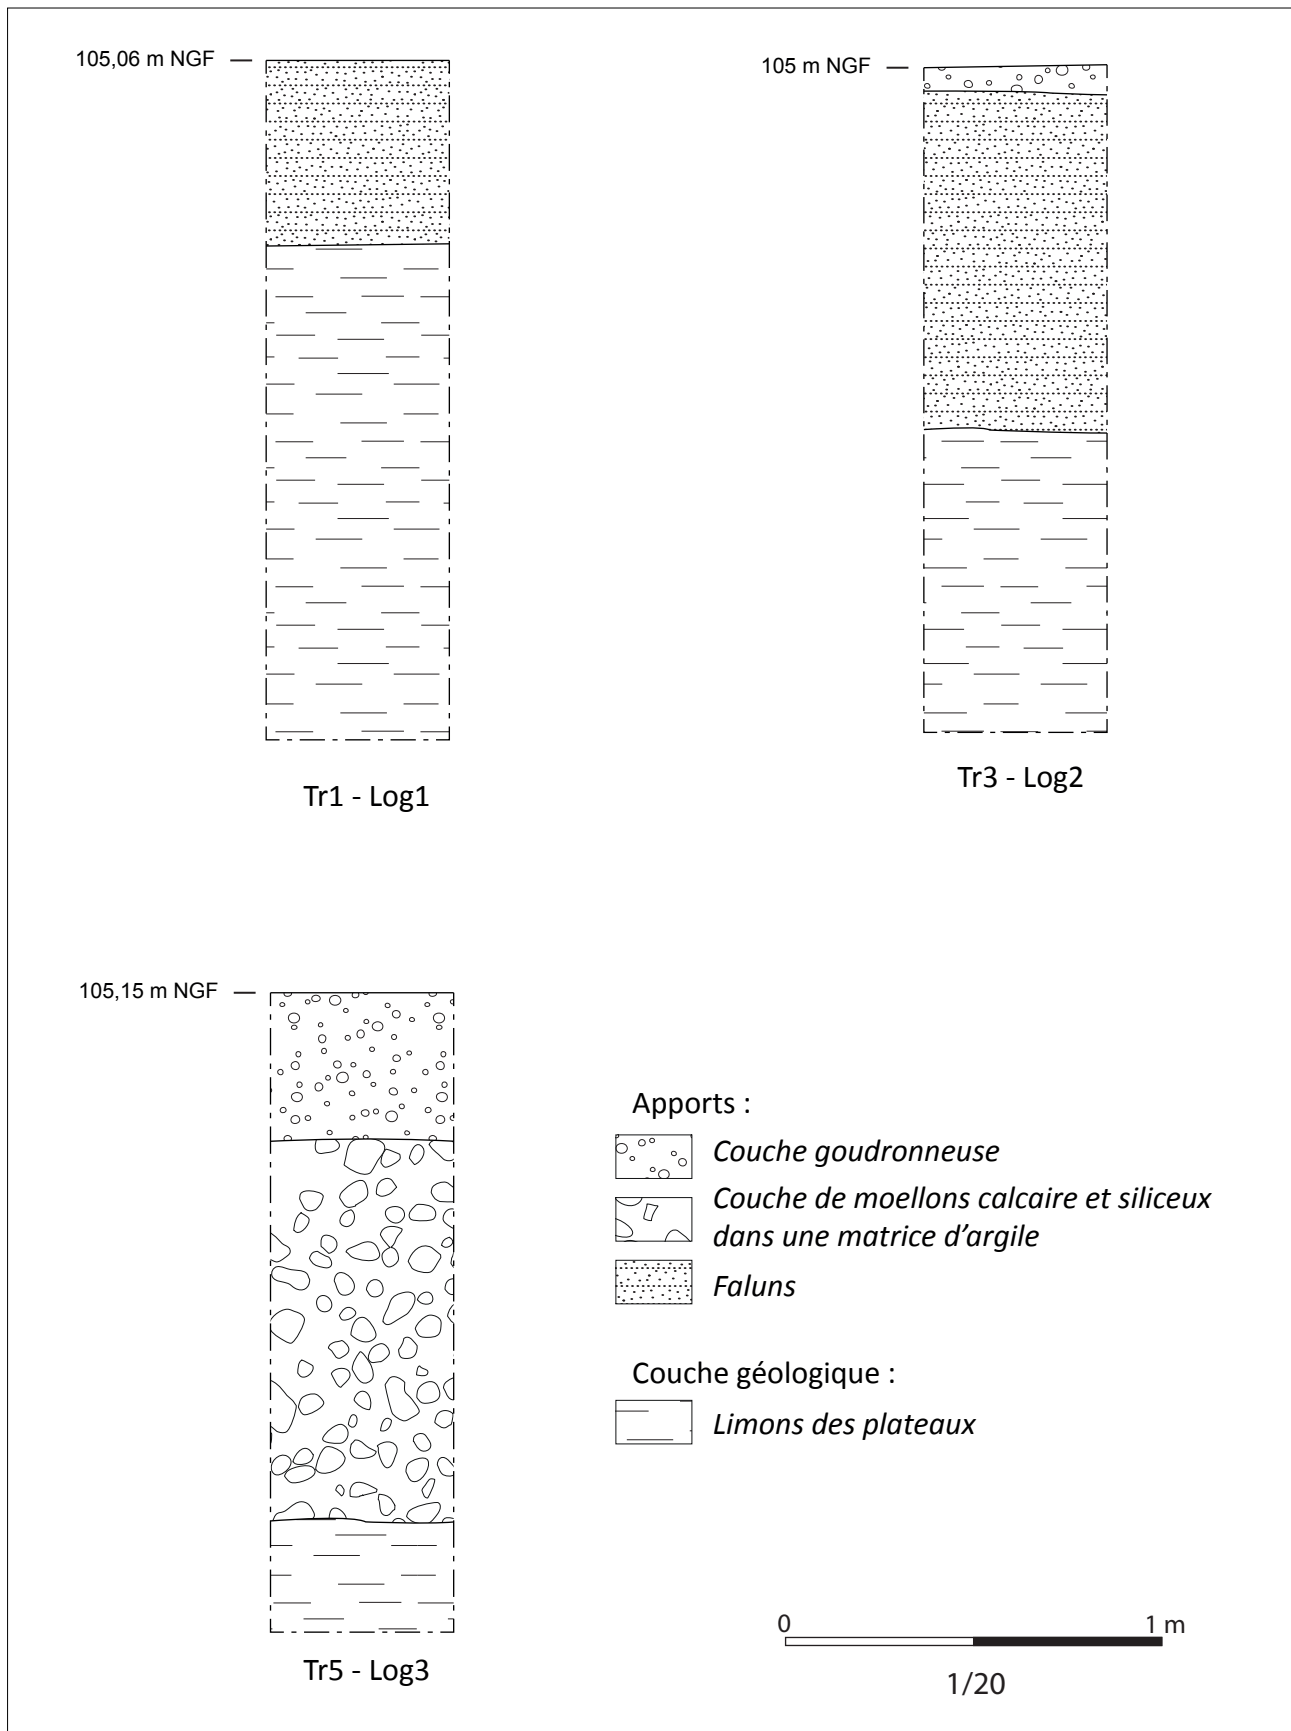 105,06 m NGF
105 m NGF
Tr1 - Log1
Tr3 - Log2
105,15 m NGF
Apports :
Couche goudronneuse
Couche de moellons calcaire et siliceux
dans une matrice d’argile
Faluns
Couche géologique :
Limons des plateaux
Tr5 - Log3
0 1 m
1/20